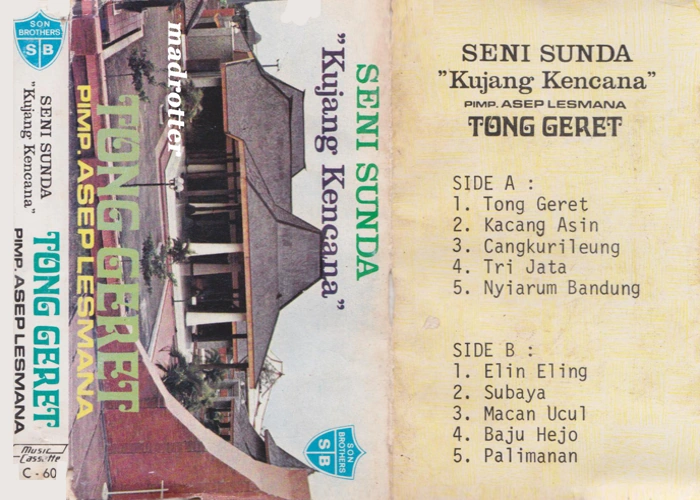 SON
BROTHERS
SB
SENI SUNDA
"Kujang Kencana"
TONG GERET
PIMP. ASEP LESMANA
Music
Cassette
C - 60
SENI SUNDA
"Kujang Kencana"
TONG GERET
PIMP. ASEP LESMANA
madrotter
SON
BROTHERS
SB
SENI SUNDA
"Kujang Kencana"
PIMP. ASEP LESMANA
TONG GERET
SIDE A :
1. Tong Geret
2. Kacang Asin
3. Cangkurileung
4. Tri Jata
5. Nyiarum Bandung
SIDE B :
1. Elin Eling
2. Subaya
3. Macan Ucul
4. Baju Hejo
5. Palimanan